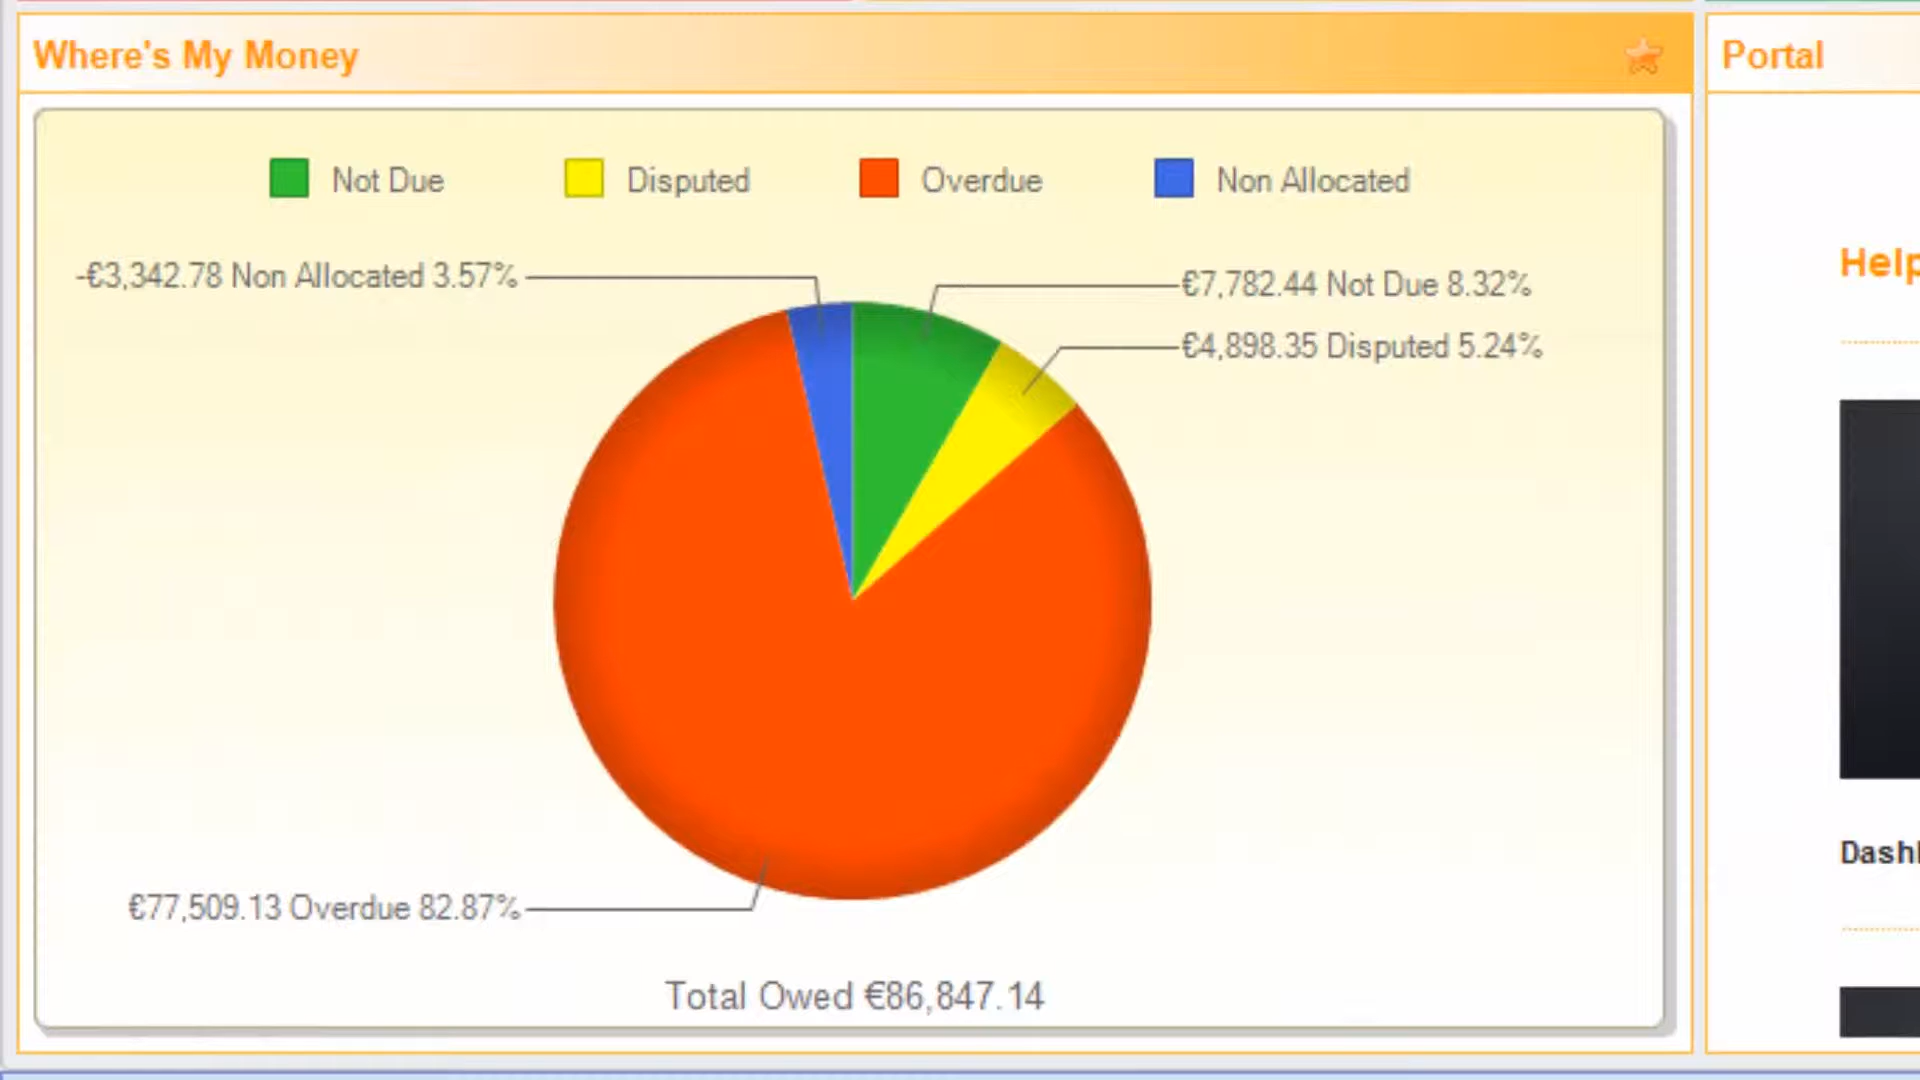 Where's My Money
Portal
Not Due
Disputed
Overdue
Non Allocated
-€3,342.78 Non Allocated 3.57%
€7,782.44 Not Due 8.32%
€4,898.35 Disputed 5.24%
€77,509.13 Overdue 82.87%
Total Owed €86,847.14
Help